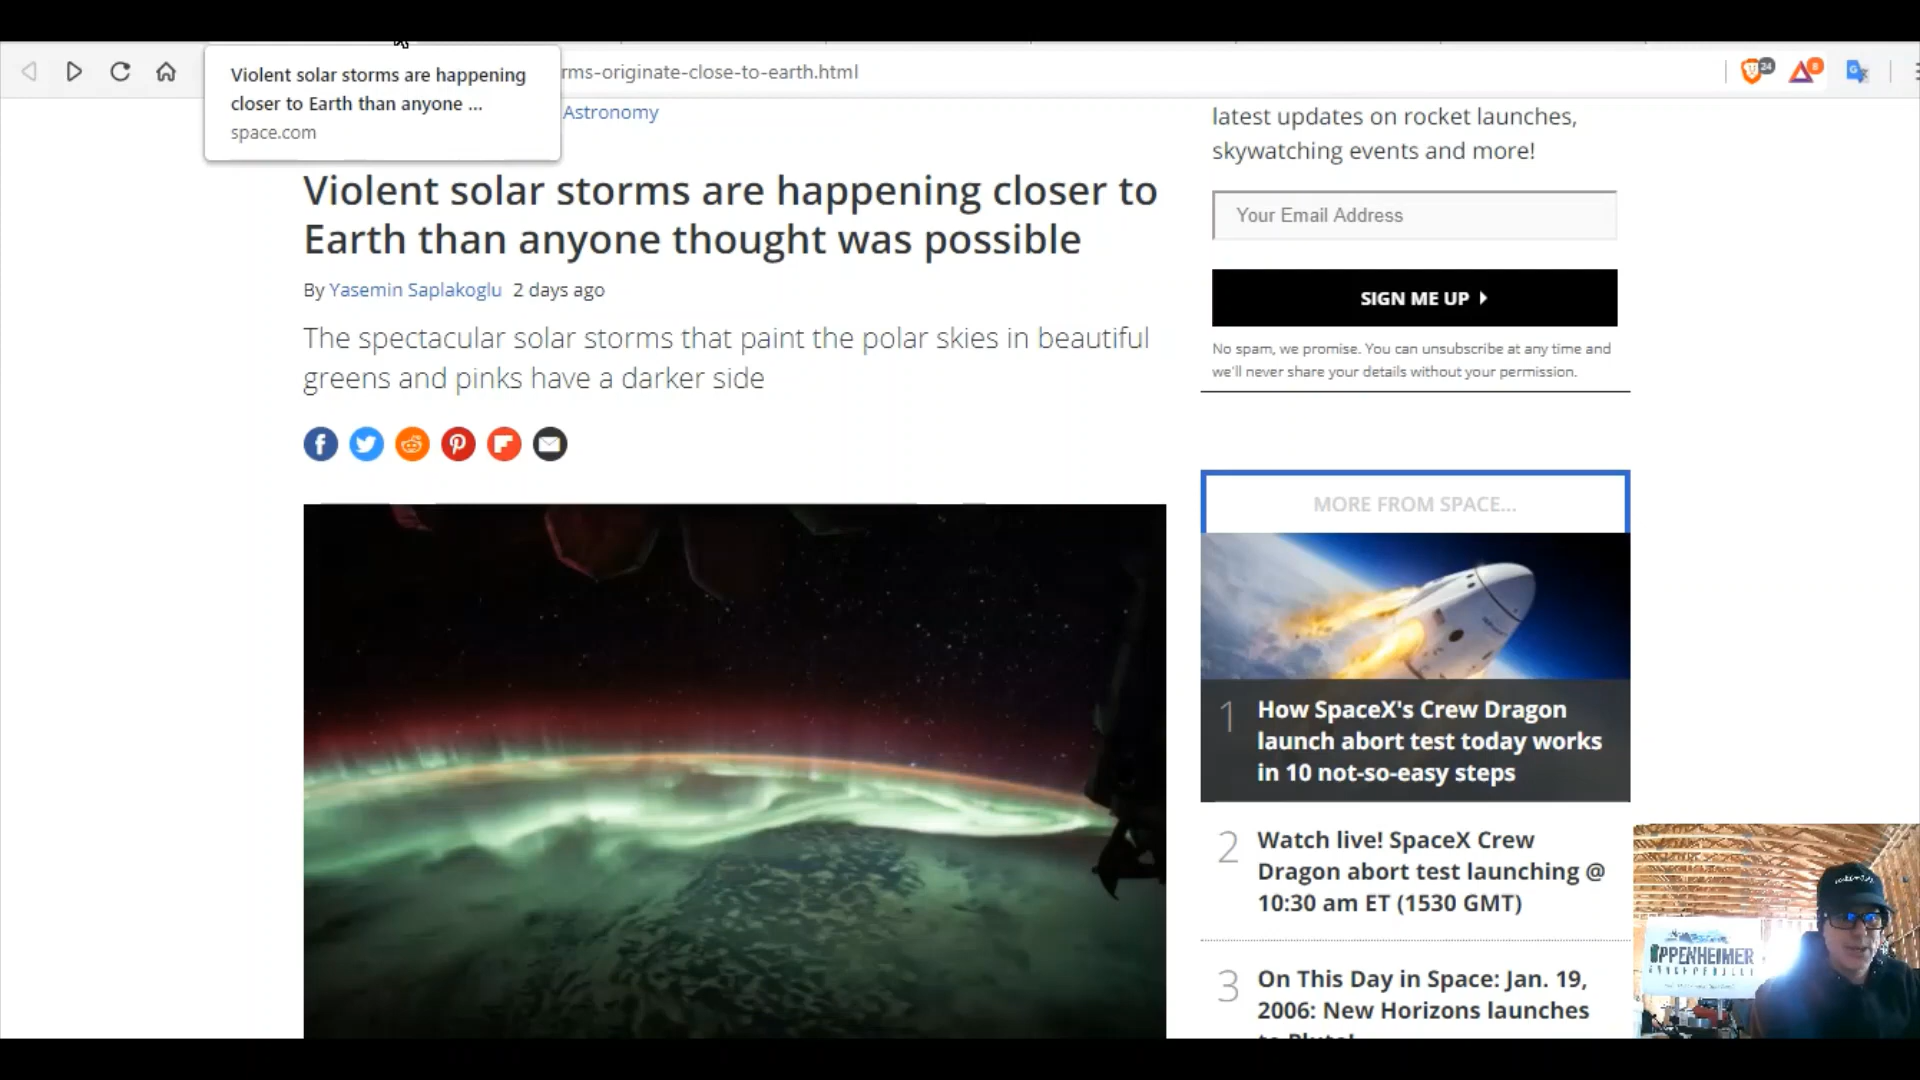 Violent solar storms are happening
closer to Earth than anyone ...
space.com
rms-originate-close-to-earth.html
24
8
Astronomy
Violent solar storms are happening closer to
Earth than anyone thought was possible
By Yasemin Saplakoglu 2 days ago
The spectacular solar storms that paint the polar skies in beautiful
greens and pinks have a darker side
latest updates on rocket launches,
skywatching events and more!
Your Email Address
SIGN ME UP
No spam, we promise. You can unsubscribe at any time and
we'll never share your details without your permission.
MORE FROM SPACE...
1
How SpaceX's Crew Dragon
launch abort test today works
in 10 not-so-easy steps
2
Watch live! SpaceX Crew
Dragon abort test launching @
10:30 am ET (1530 GMT)
3
On This Day in Space: Jan. 19,
2006: New Horizons launches
to Pluto!
OPPENHEIMER